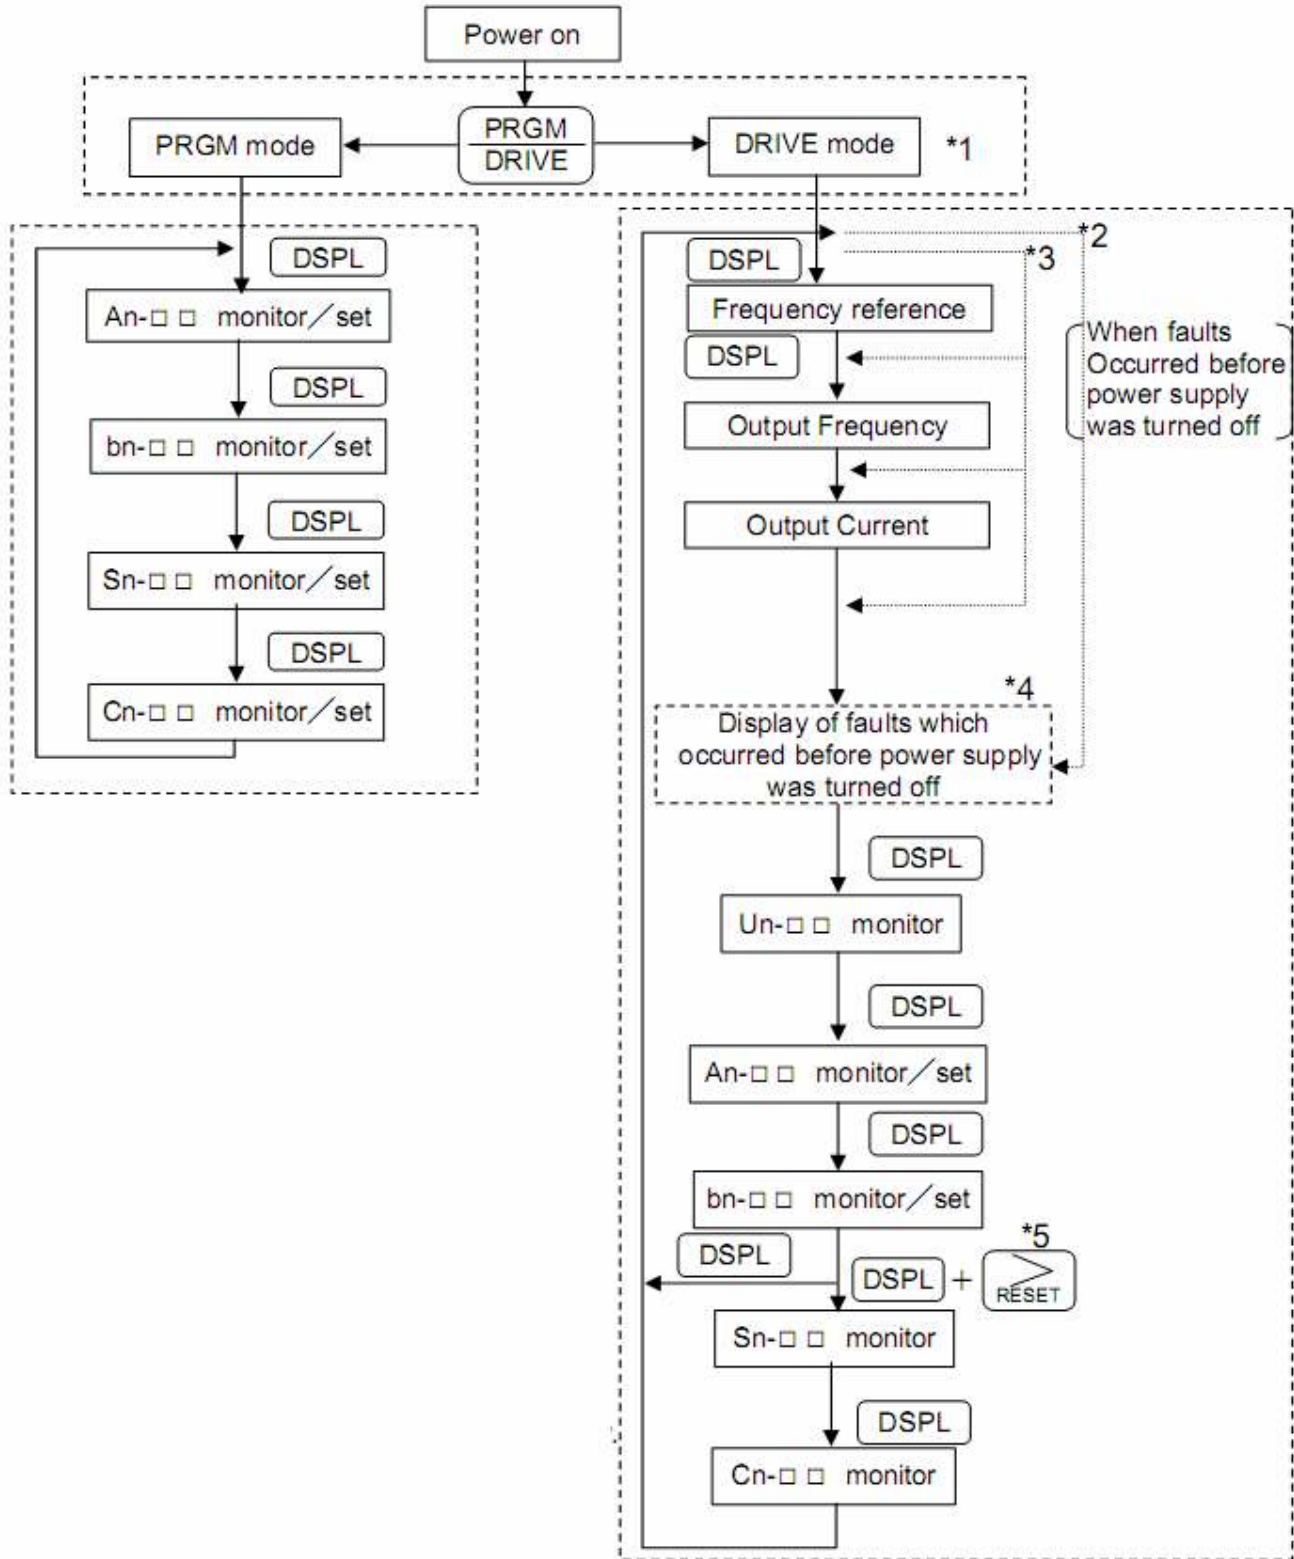 Power on
PRGM mode
PRGM
DRIVE
DRIVE mode
*1
DSPL
An-□ □ monitor／set
DSPL
bn-□ □ monitor／set
DSPL
Sn-□ □ monitor／set
DSPL
Cn-□ □ monitor／set
*2
*3
DSPL
Frequency reference
DSPL
Output Frequency
Output Current
When faults
Occurred before
power supply
was turned off
*4
Display of faults which
occurred before power supply
was turned off
DSPL
Un-□ □ monitor
DSPL
An-□ □ monitor／set
DSPL
bn-□ □ monitor／set
DSPL
DSPL +
*5
>
RESET
Sn-□ □ monitor
DSPL
Cn-□ □ monitor